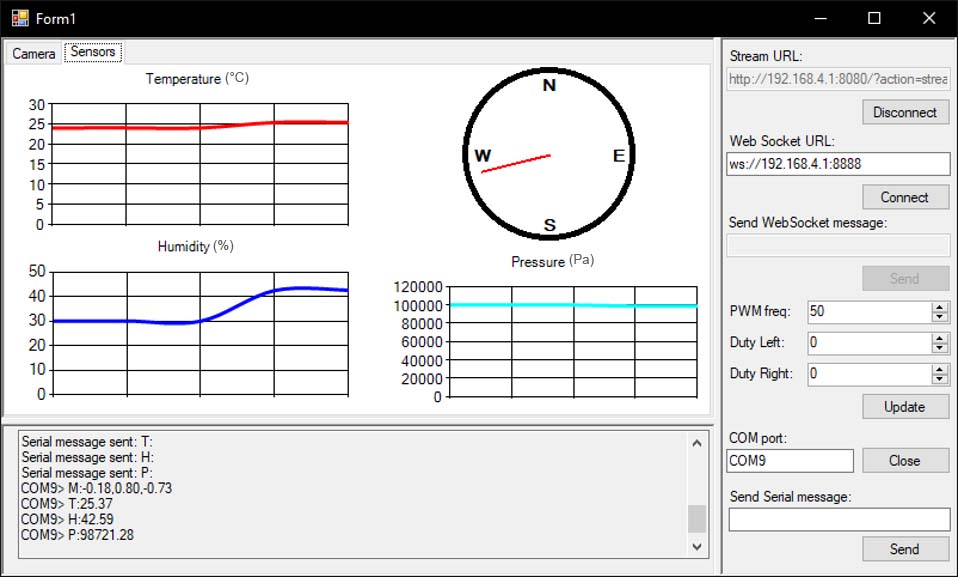 Form1
Camera
Sensors
Temperature (°C)
30
25
20
15
10
5
0
Humidity (%)
50
40
30
20
10
0
N
W
E
S
Pressure (Pa)
120000
100000
80000
60000
40000
20000
0
Serial message sent: T:
Serial message sent: H:
Serial message sent: P:
COM9> M:-0.18,0.80,-0.73
COM9> T:25.37
COM9> H:42.59
COM9> P:98721.28
Stream URL:
http://192.168.4.1:8080/?action=strea
Disconnect
Web Socket URL:
ws://192.168.4.1:8888
Connect
Send WebSocket message:
Send
PWM freq: 50
Duty Left: 0
Duty Right: 0
Update
COM port:
COM9
Close
Send Serial message:
Send